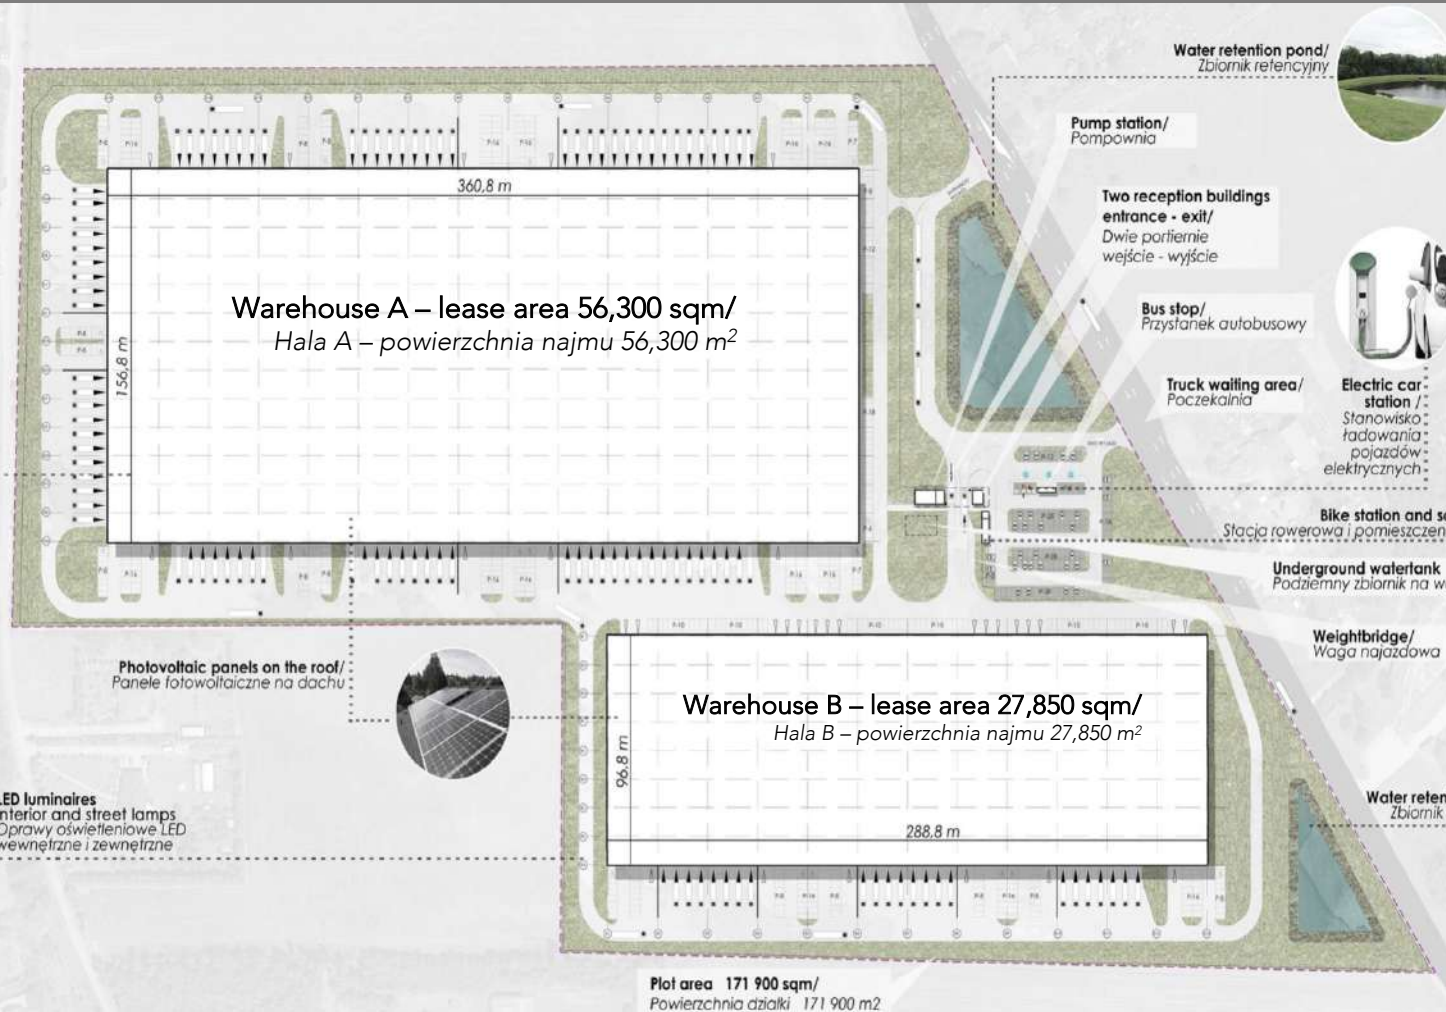 Water retention pond/
Zbiornik retencyjny
Pump station/
Pompownia
Two reception buildings
entrance - exit/
Dwie portiernie
wejście - wyjście
360,8 m
156,8 m
Warehouse A – lease area 56,300 sqm/
Hala A – powierzchnia najmu 56,300 m²
Bus stop/
Przystanek autobusowy
Truck waiting area/
Poczekalnia
Electric car
station /
Stanowisko
ładowania
pojazdów
elektrycznych
Bike station and
Stacja rowerowa i
Underground watertank
Podziemny zbiornik na
Weightbridge/
Waga najazdowa
Photovoltaic panels on the roof/
Panele fotowoltaiczne na dachu
Warehouse B – lease area 27,850 sqm/
Hala B – powierzchnia najmu 27,850 m²
96,8 m
288,8 m
LED luminaires
interior and street lamps
Oprawy oświetleniowe LED
wewnętrzne i zewnętrzne
Water
Zbiornik
Plot area 171 900 sqm/
Powierzchnia działki 171 900 m2